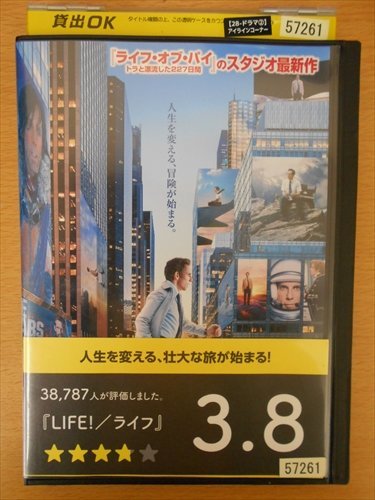 貸出OK
【28-ドラマ②】
アイラインコーナー
57261
『ライフ・オブ・パイ
トラと漂流した227日間
』のスタジオ最新作
人生を変える、冒険が始まる。
人生を変える、壮大な旅が始まる!
38,787人が評価しました。
『LIFE!／ライフ』
3.8
57261